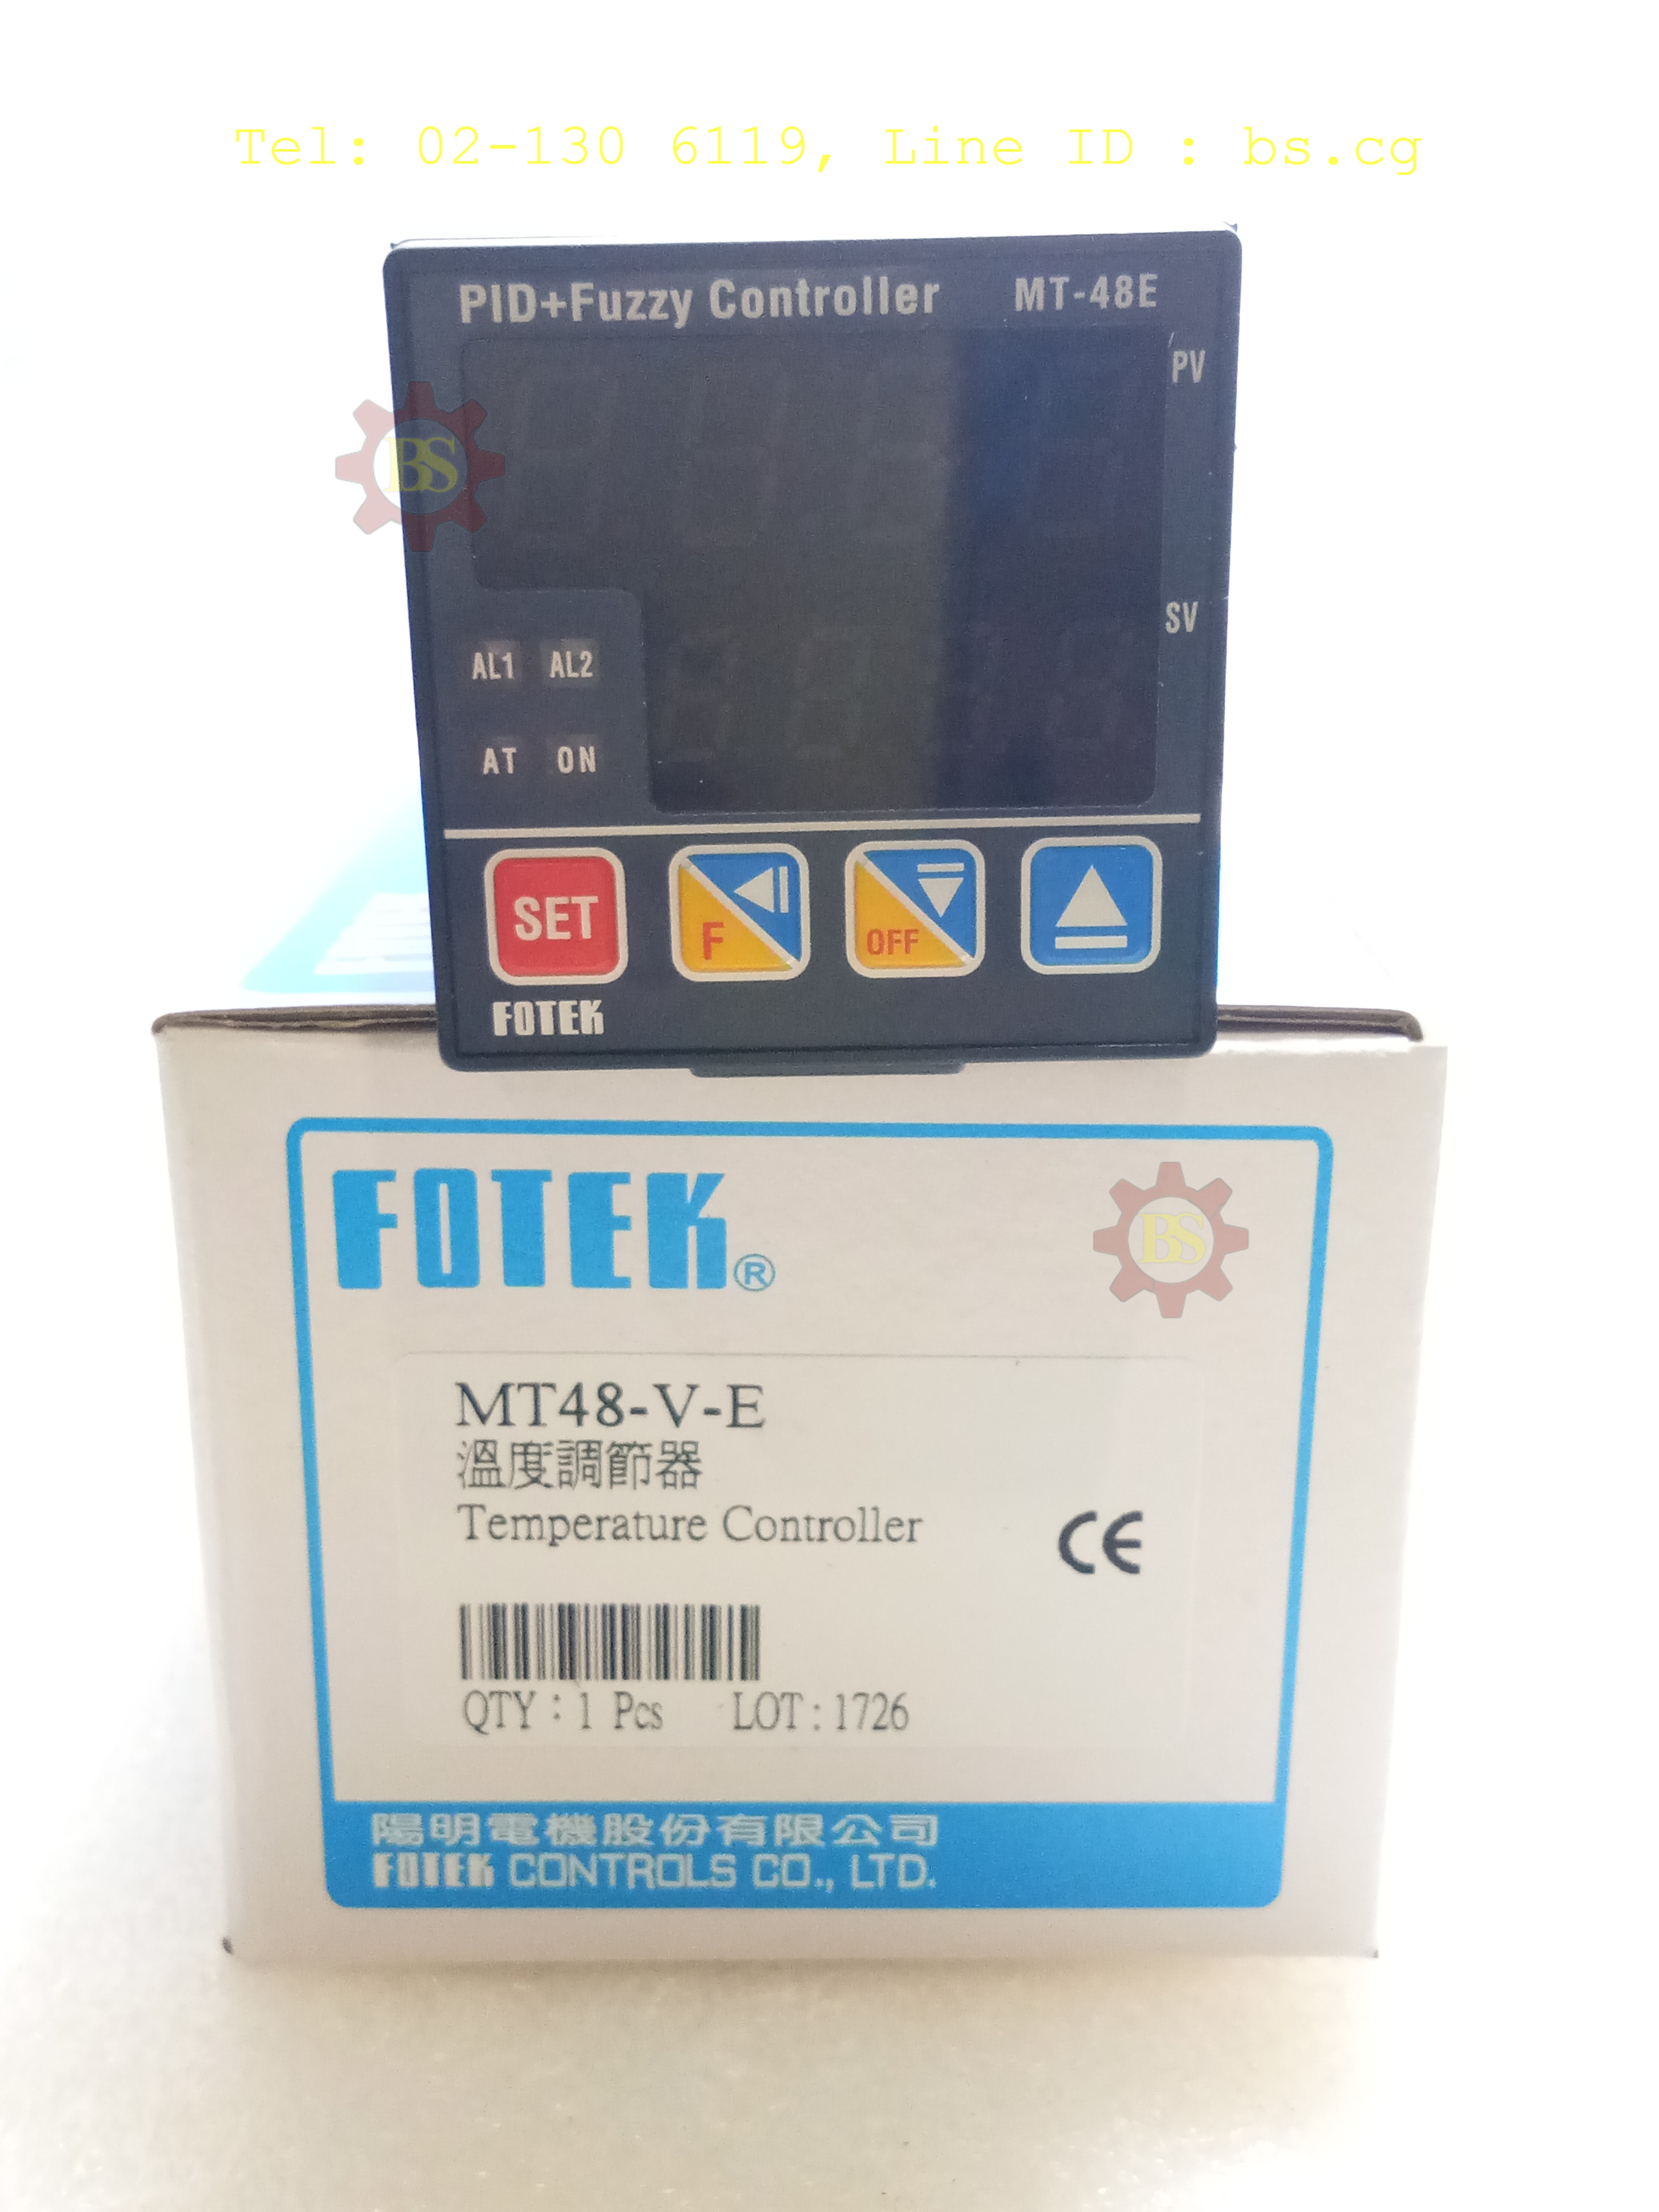 Tel: 02-130 6119, Line ID : bs.cg
PID+Fuzzy Controller MT-48E
PV
BS
SV
AL1 AL2
AT ON
SET F OFF
FOTEK
FOTEK®
BS
MT48-V-E
溫度調節器
Temperature Controller
CE
QTY : 1 Pcs LOT : 1726
陽明電機股份有限公司
FOTEK CONTROLS CO., LTD.